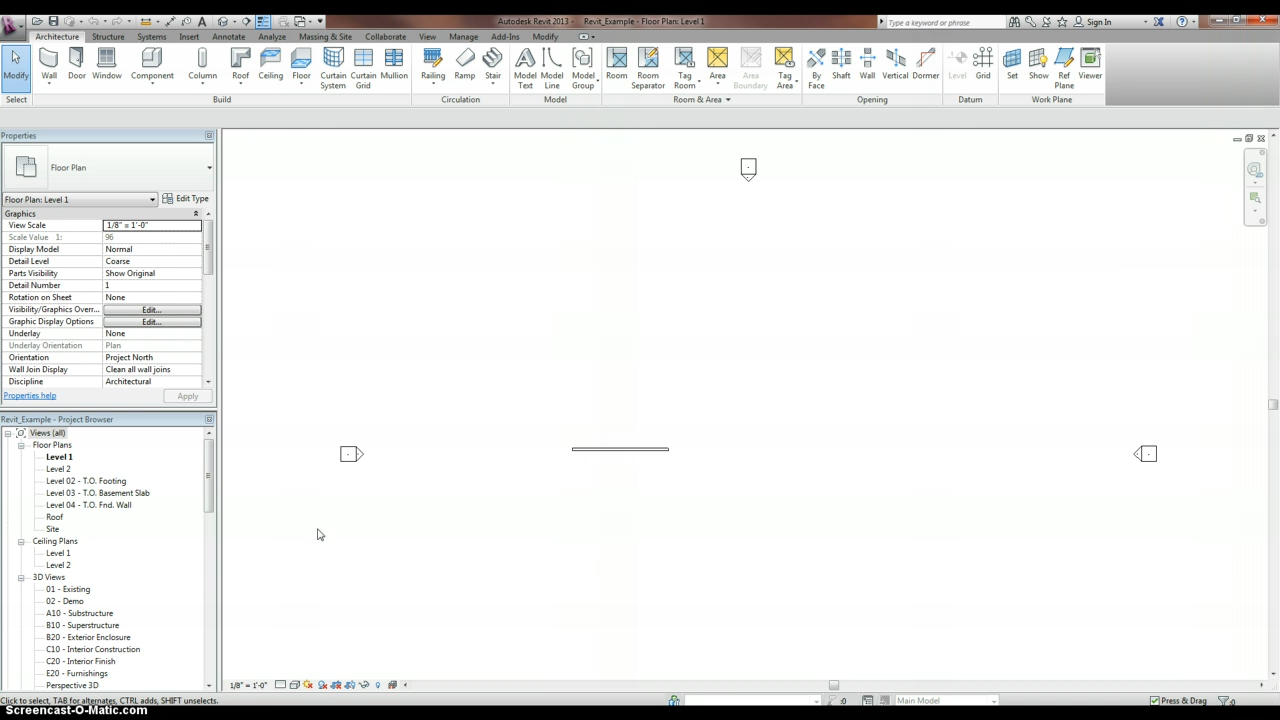 Autodesk Revit 2013 - Revit_Example - Floor Plan: Level 1
Type a keyword or phrase
Sign In
Architecture Structure Systems Insert Annotate Analyze Massing & Site Collaborate View Manage Add-Ins Modify
Modify Wall Door Window Component Column Roof Ceiling Floor Curtain System Curtain Grid Mullion Railing Ramp Stair Model Text Model Line Model Group Room Room Separator Tag Room Area Area Boundary Tag Area By Face Shaft Wall Vertical Dormer Level Grid Set Show Ref Plane Viewer
Select Build Circulation Model Room & Area Opening Datum Work Plane
Properties
Floor Plan
Floor Plan: Level 1 Edit Type
Graphics
View Scale 1/8" = 1'-0"
Scale Value 1: 96
Display Model Normal
Detail Level Coarse
Parts Visibility Show Original
Detail Number 1
Rotation on Sheet None
Visibility/Graphics Overr... Edit...
Graphic Display Options Edit...
Underlay None
Underlay Orientation Plan
Orientation Project North
Wall Join Display Clean all wall joins
Discipline Architectural
Properties help Apply
Revit_Example - Project Browser
Views (all)
Floor Plans
Level 1
Level 2
Level 02 - T.O. Footing
Level 03 - T.O. Basement Slab
Level 04 - T.O. Fnd. Wall
Roof
Site
Ceiling Plans
Level 1
Level 2
3D Views
01 - Existing
02 - Demo
A10 - Substructure
B10 - Superstructure
B20 - Exterior Enclosure
C10 - Interior Construction
C20 - Interior Finish
E20 - Furnishings
Perspective 3D
1/8" = 1'-0"
Click to select, TAB for alternates, CTRL adds, SHIFT unselects.
:0 Main Model Press & Drag :0
Screencast-O-Matic.com